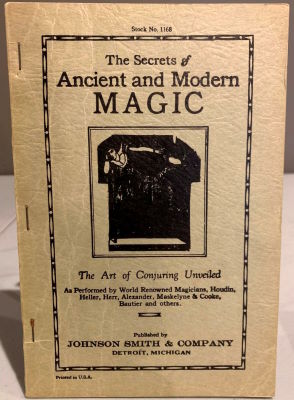 Stock No. 1168
The Secrets of
Ancient and Modern
MAGIC
The Art of Conjuring Unveiled
As Performed by World Renowned Magicians, Houdin,
Heller, Herr, Alexander, Maskelyne & Cooke,
Bautier and others.
Published by
JOHNSON SMITH & COMPANY
DETROIT, MICHIGAN
Printed in U.S.A.